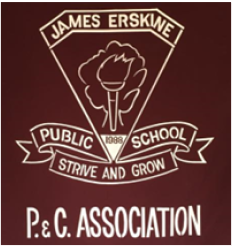 JAMES ERSKINE
PUBLIC 1988 SCHOOL
STRIVE AND GROW
P. & C. ASSOCIATION